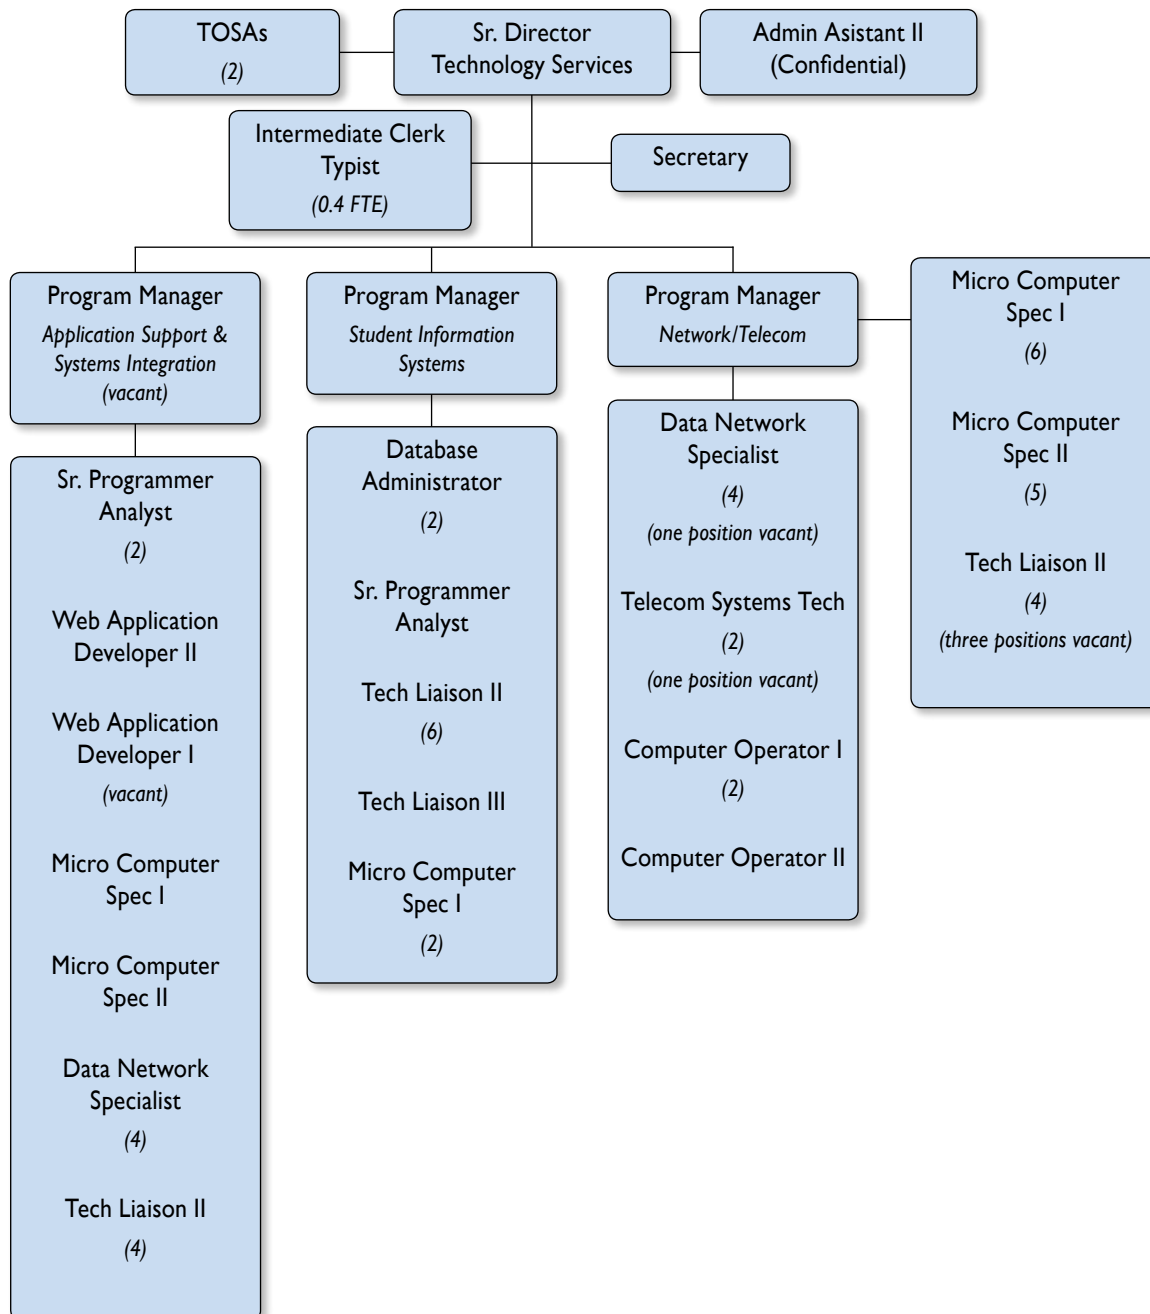 TOSAs
(2)
Sr. Director
Technology Services
Admin Asistant II
(Confidential)
Intermediate Clerk
Typist
(0.4 FTE)
Secretary
Program Manager
Application Support &
Systems Integration
(vacant)
Program Manager
Student Information
Systems
Program Manager
Network/Telecom
Micro Computer
Spec I
(6)
Micro Computer
Spec II
(5)
Tech Liaison II
(4)
(three positions vacant)
Sr. Programmer
Analyst
(2)
Web Application
Developer II
Web Application
Developer I
(vacant)
Micro Computer
Spec I
Micro Computer
Spec II
Data Network
Specialist
(4)
Tech Liaison II
(4)
Database
Administrator
(2)
Sr. Programmer
Analyst
Tech Liaison II
(6)
Tech Liaison III
Micro Computer
Spec I
(2)
Data Network
Specialist
(4)
(one position vacant)
Telecom Systems Tech
(2)
(one position vacant)
Computer Operator I
(2)
Computer Operator II